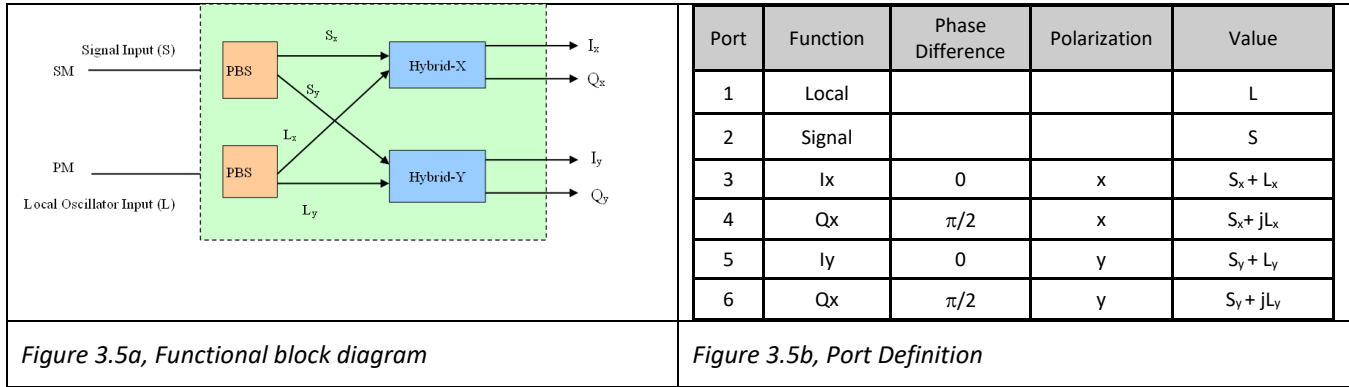 Signal Input (S)
SM
PBS
Sx
Sy
Hybrid-X
Ix
Qx
Lx
PM
Local Oscillator Input (L)
PBS
Ly
Hybrid-Y
Iy
Qy
Port Function Phase Difference Polarization Value
1 Local L
2 Signal S
3 Ix 0 x Sx + Lx
4 Qx π/2 x Sx+ jLx
5 Iy 0 y Sy + Ly
6 Qx π/2 y Sy + jLy
Figure 3.5a, Functional block diagram
Figure 3.5b, Port Definition